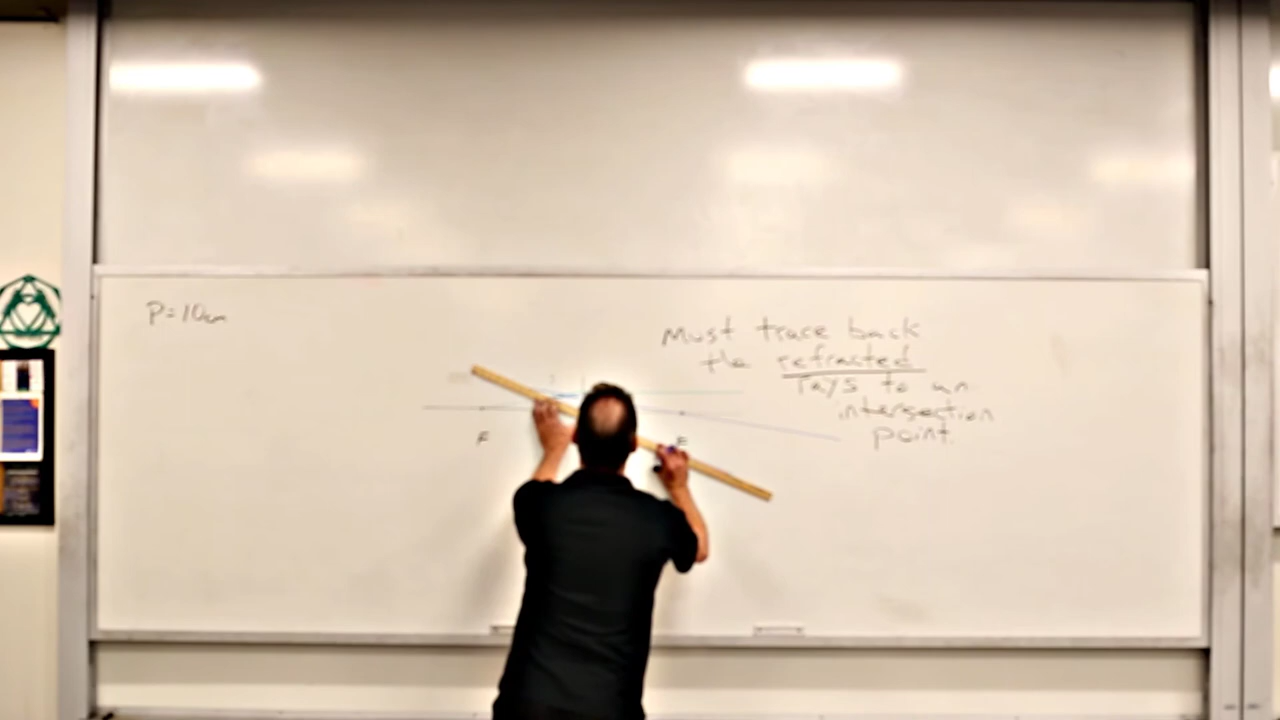 P=10cm
Must trace back
the refracted
rays to an
intersection
point.
F
F